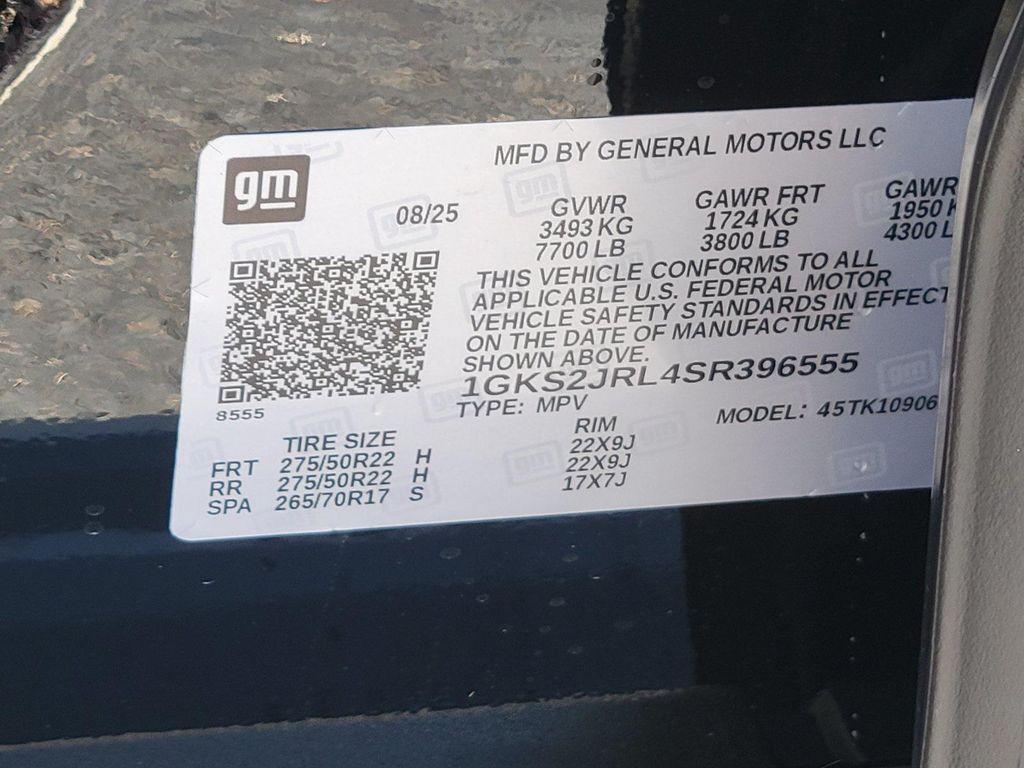 gm
MFD BY GENERAL MOTORS LLC
08/25
GVWR GAWR FRT GAWR
3493 KG 1724 KG 1950
7700 LB 3800 LB 4300
THIS VEHICLE CONFORMS TO ALL
APPLICABLE U.S. FEDERAL MOTOR
VEHICLE SAFETY STANDARDS IN EFFECT
ON THE DATE OF MANUFACTURE
SHOWN ABOVE.
1GKS2JRL4SR396555
8555
TYPE: MPV MODEL: 45TK10906
TIRE SIZE RIM
FRT 275/50R22 H 22X9J
RR 275/50R22 H 22X9J
SPA 265/70R17 S 17X7J